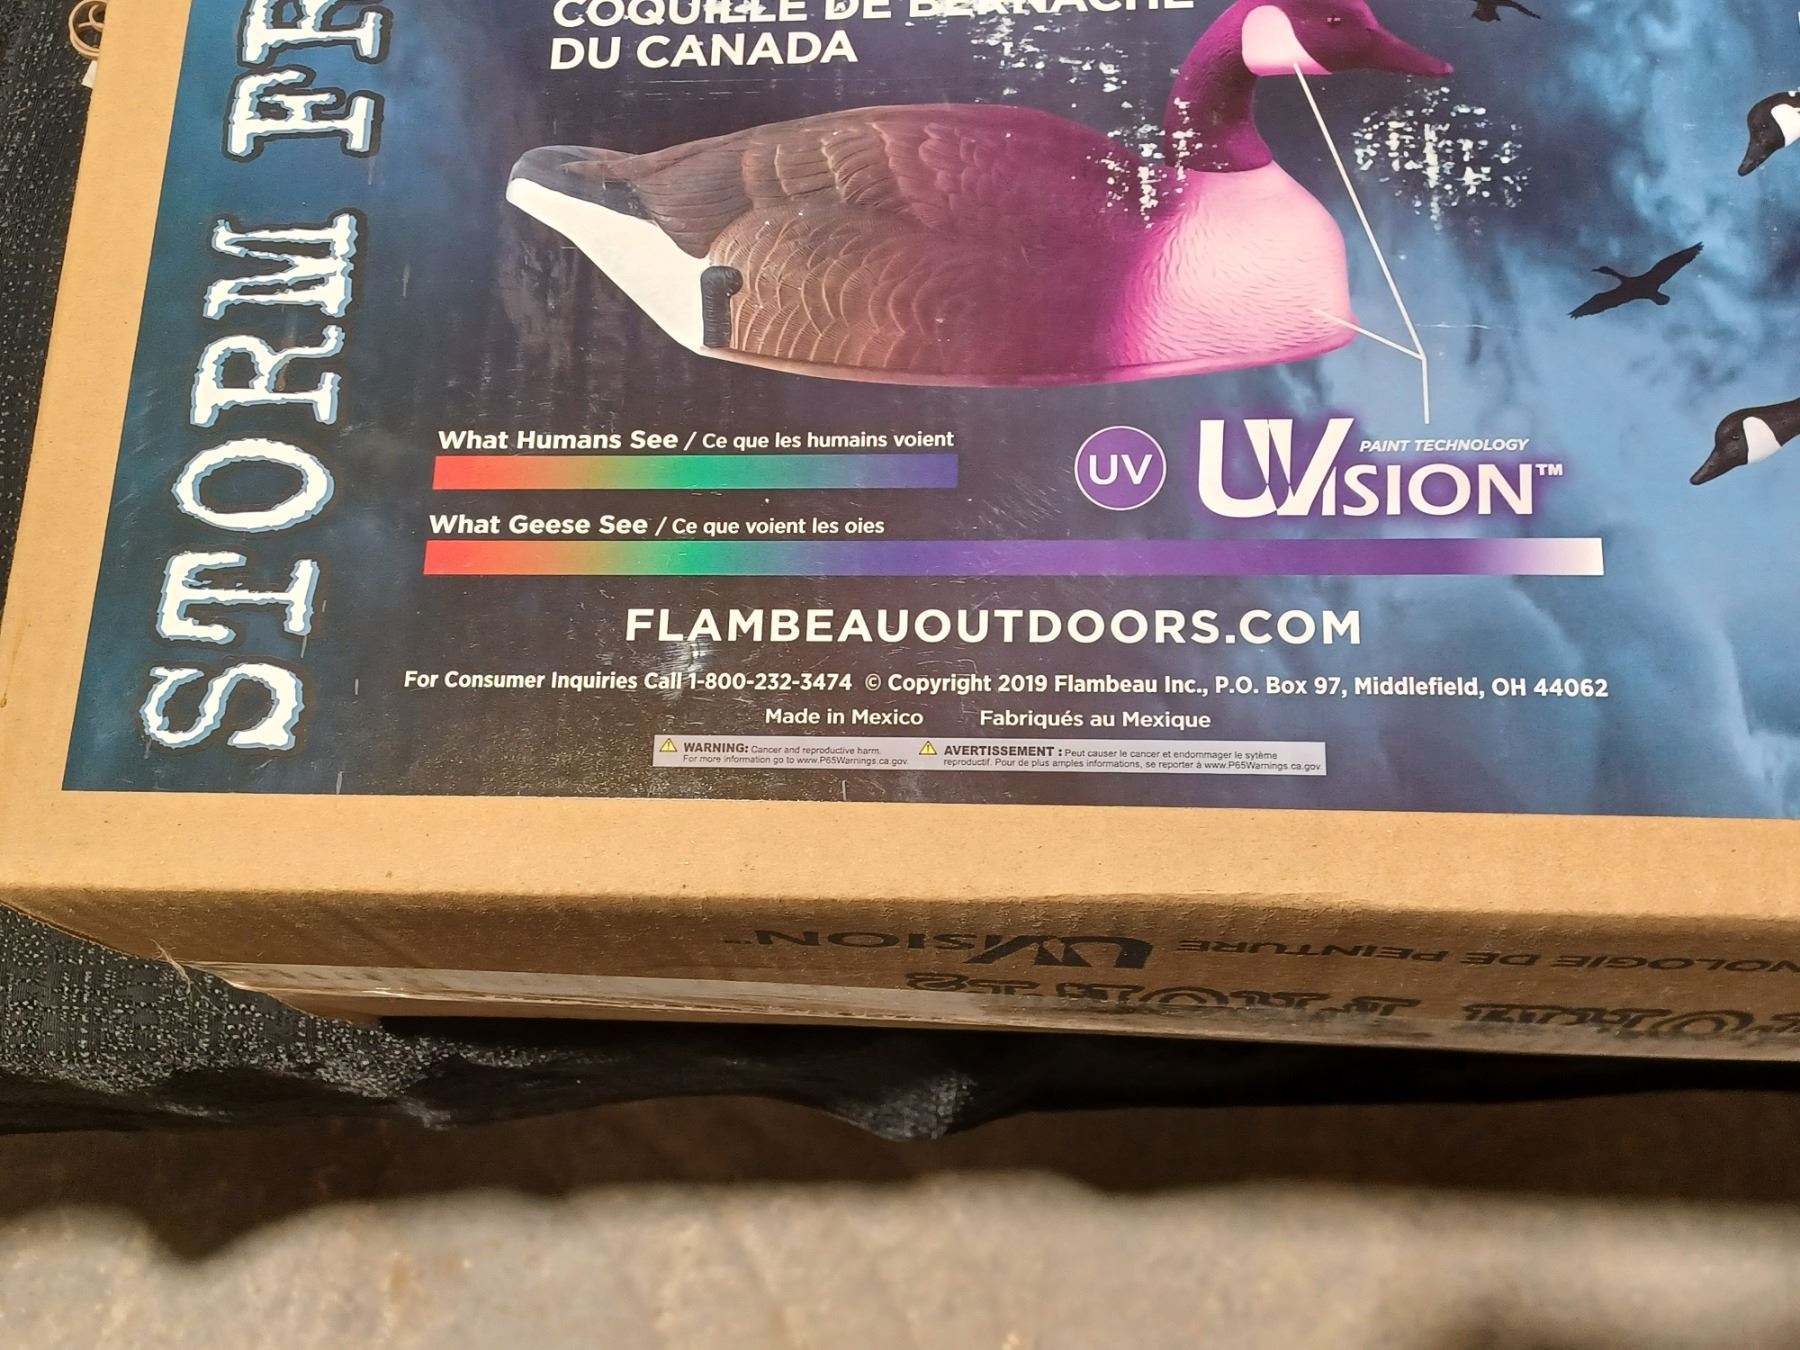 STORM
COQUILLE DE BERNACHE
DU CANADA
What Humans See / Ce que les humains voient
UV
UVISION™
PAINT TECHNOLOGY
What Geese See / Ce que voient les oies
FLAMBEAUOUTDOORS.COM
For Consumer Inquiries Call 1-800-232-3474 © Copyright 2019 Flambeau Inc., P.O. Box 97, Middlefield, OH 44062
Made in Mexico Fabriqués au Mexique
WARNING: Cancer and reproductive harm.
For more information go to www.P65Warnings.ca.gov.
AVERTISSEMENT : Peut causer le cancer et endommager le sytème
reproductif. Pour de plus amples informations, se reporter à www.P65Warnings.ca.gov.
DE PEINTURE UVISION™